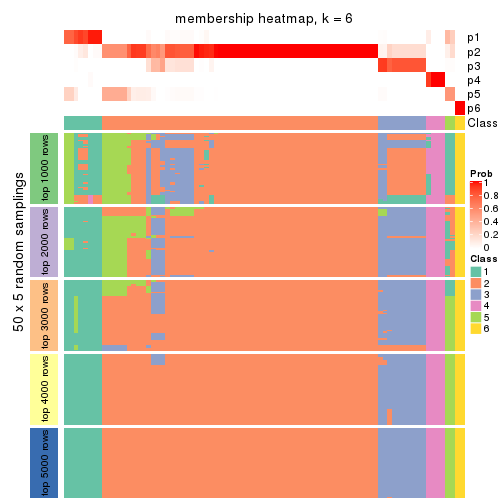 membership heatmap, k = 6
p1
p2
p3
p4
p5
p6
Class
50 x 5 random samplings
top 1000 rows
top 2000 rows
top 3000 rows
top 4000 rows
top 5000 rows
Prob
1
0.8
0.6
0.4
0.2
0
Class
1
2
3
4
5
6